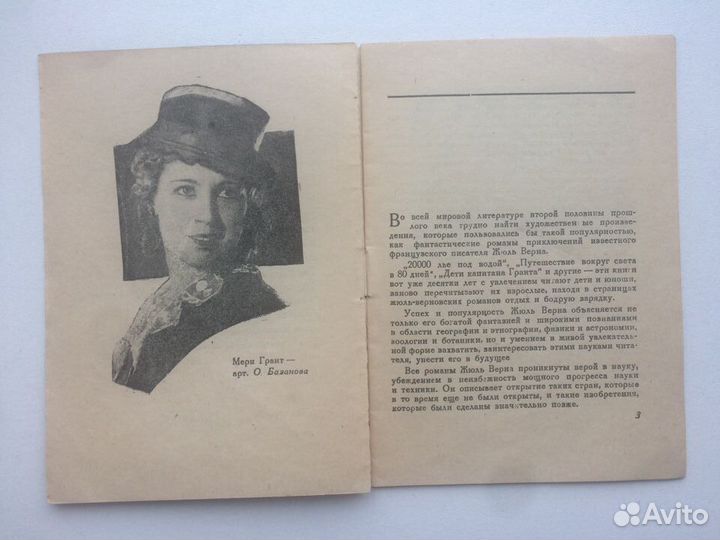 Мери Грант —
арт. О. Базанова
Во всей мировой литературе второй половины прош-
лого века трудно найти художествен ые произве-
дения, которые пользовались бы такой популярностью,
как фантастические романы приключений известного
французского писателя Жюль Верна.
„20000 лье под водой", „Путешествие вокруг света
в 80 дней", „Дети капитана Гранта" и другие — эти книги
вот уже десятки лет с увлечением читают дети и юноши,
заново перечитывают их взрослые, находя в страницах
жюль-верновских романов отдых и бодрую зарядку.
Успех и популярность Жюль Верна объясняется не
только его богатой фантазией и широкими познаниями
в области географии и этнографии, физики и астрономии,
зоологии и ботаники, но и умением в живой увлекатель-
ной форме захватить, заинтересовать этими науками чита-
теля, унести его в будущее
Все романы Жюль Верна проникнуты верой в науку,
убеждением в неизбежность мощного прогресса науки
и техники. Он описывает открытие таких стран, которые
в то время еще не были открыты, и такие изобретения,
которые были сделаны значительно позже.
3
Avito